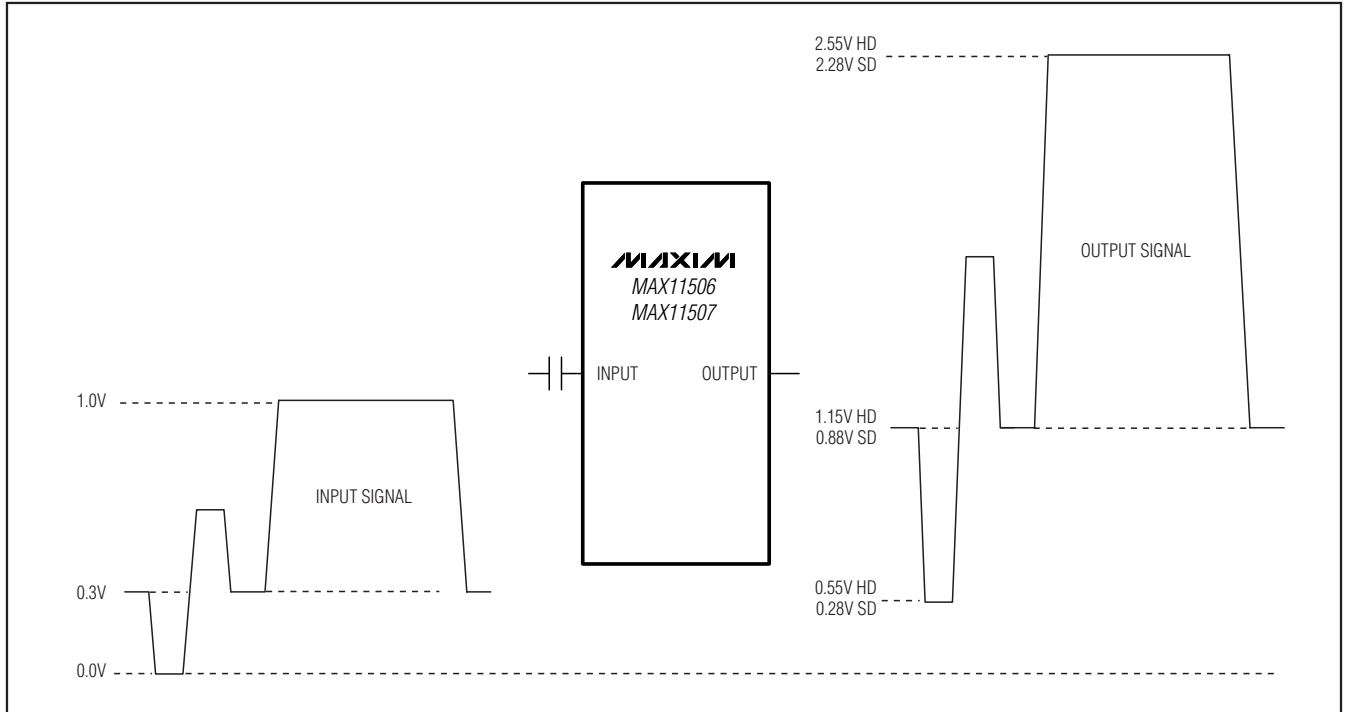 2.55V HD
2.28V SD
MAXIM
MAX11506
MAX11507
OUTPUT SIGNAL
INPUT
OUTPUT
1.0V
1.15V HD
0.88V SD
INPUT SIGNAL
0.3V
0.55V HD
0.28V SD
0.0V